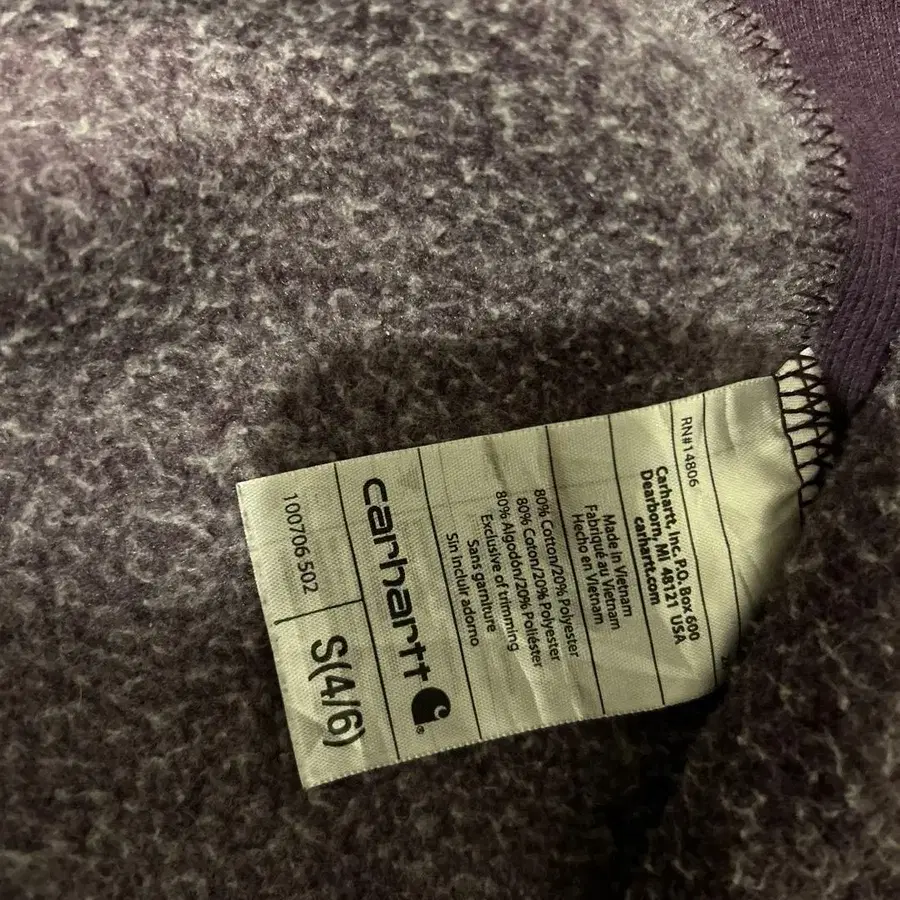 RN#14806
Carhartt, Inc. P.O. Box 600
Dearborn, MI 48121 USA
carhartt.com
Made In Vietnam
Fabriqué au Vietnam
Hecho en Vietnam
80% Cotton/20% Polyester
80% Coton/20% Polyester
80% Algodón/20% Poliéster
Exclusive of trimming
Sans garniture
Sin Incluir adorno
carhartt ®
100706 502
S(4/6)